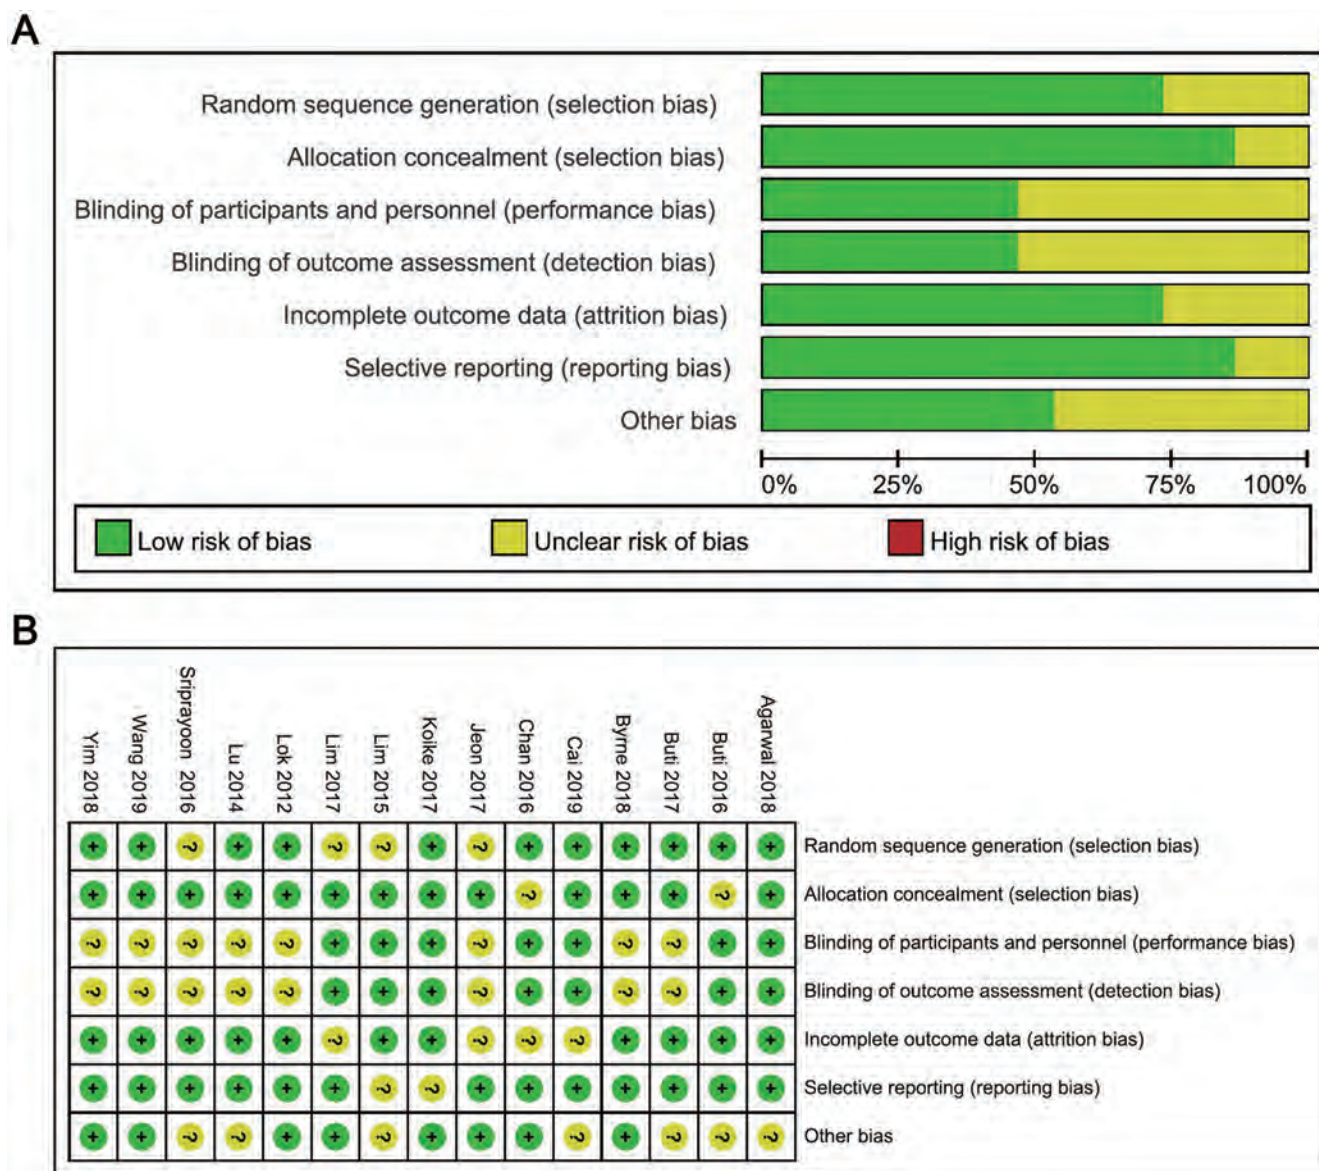 A
Random sequence generation (selection bias)
Allocation concealment (selection bias)
Blinding of participants and personnel (performance bias)
Blinding of outcome assessment (detection bias)
Incomplete outcome data (attrition bias)
Selective reporting (reporting bias)
Other bias
0% 25% 50% 75% 100%
Low risk of bias Unclear risk of bias High risk of bias
B
Yim 2018
Wang 2019
Sriprayoon 2016
Lu 2014
Lok 2012
Lim 2017
Lim 2015
Koike 2017
Jeon 2017
Chan 2016
Cai 2019
Byrne 2018
Buti 2017
Buti 2016
Agarwal 2018
+ + ? + + ? ? + ? + + + + + + Random sequence generation (selection bias)
+ + + + + + + + + ? + + + ? + Allocation concealment (selection bias)
? ? ? ? ? + + + ? + + ? ? + + Blinding of participants and personnel (performance bias)
? ? ? ? ? + + + ? + + ? ? + + Blinding of outcome assessment (detection bias)
+ + + + + ? + + ? ? ? + + + + Incomplete outcome data (attrition bias)
+ + + + + + ? ? + + + + + + + Selective reporting (reporting bias)
+ + ? ? + + ? + + + ? + ? ? ? Other bias